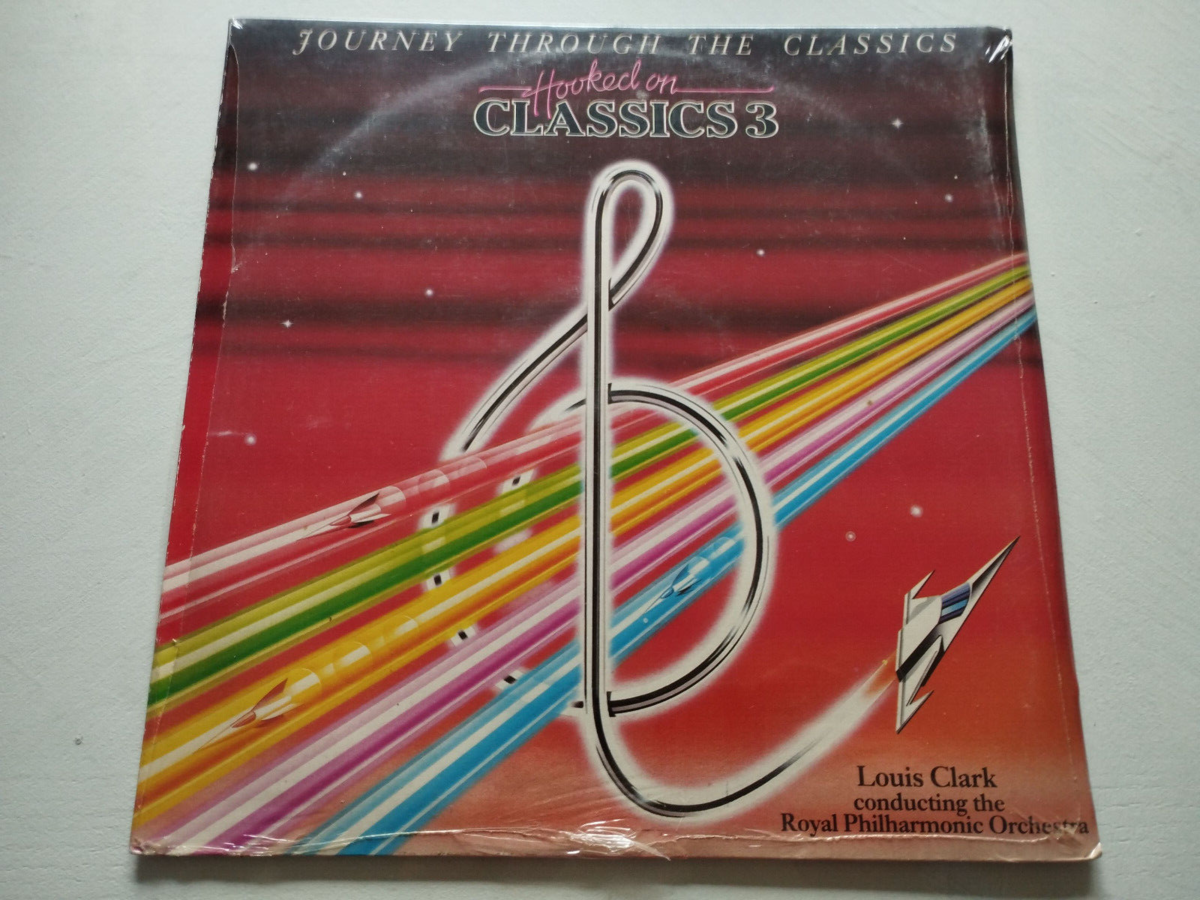 JOURNEY THROUGH THE CLASSICS
Hooked on
CLASSICS 3
Louis Clark
conducting the
Royal Philharmonic Orchestra